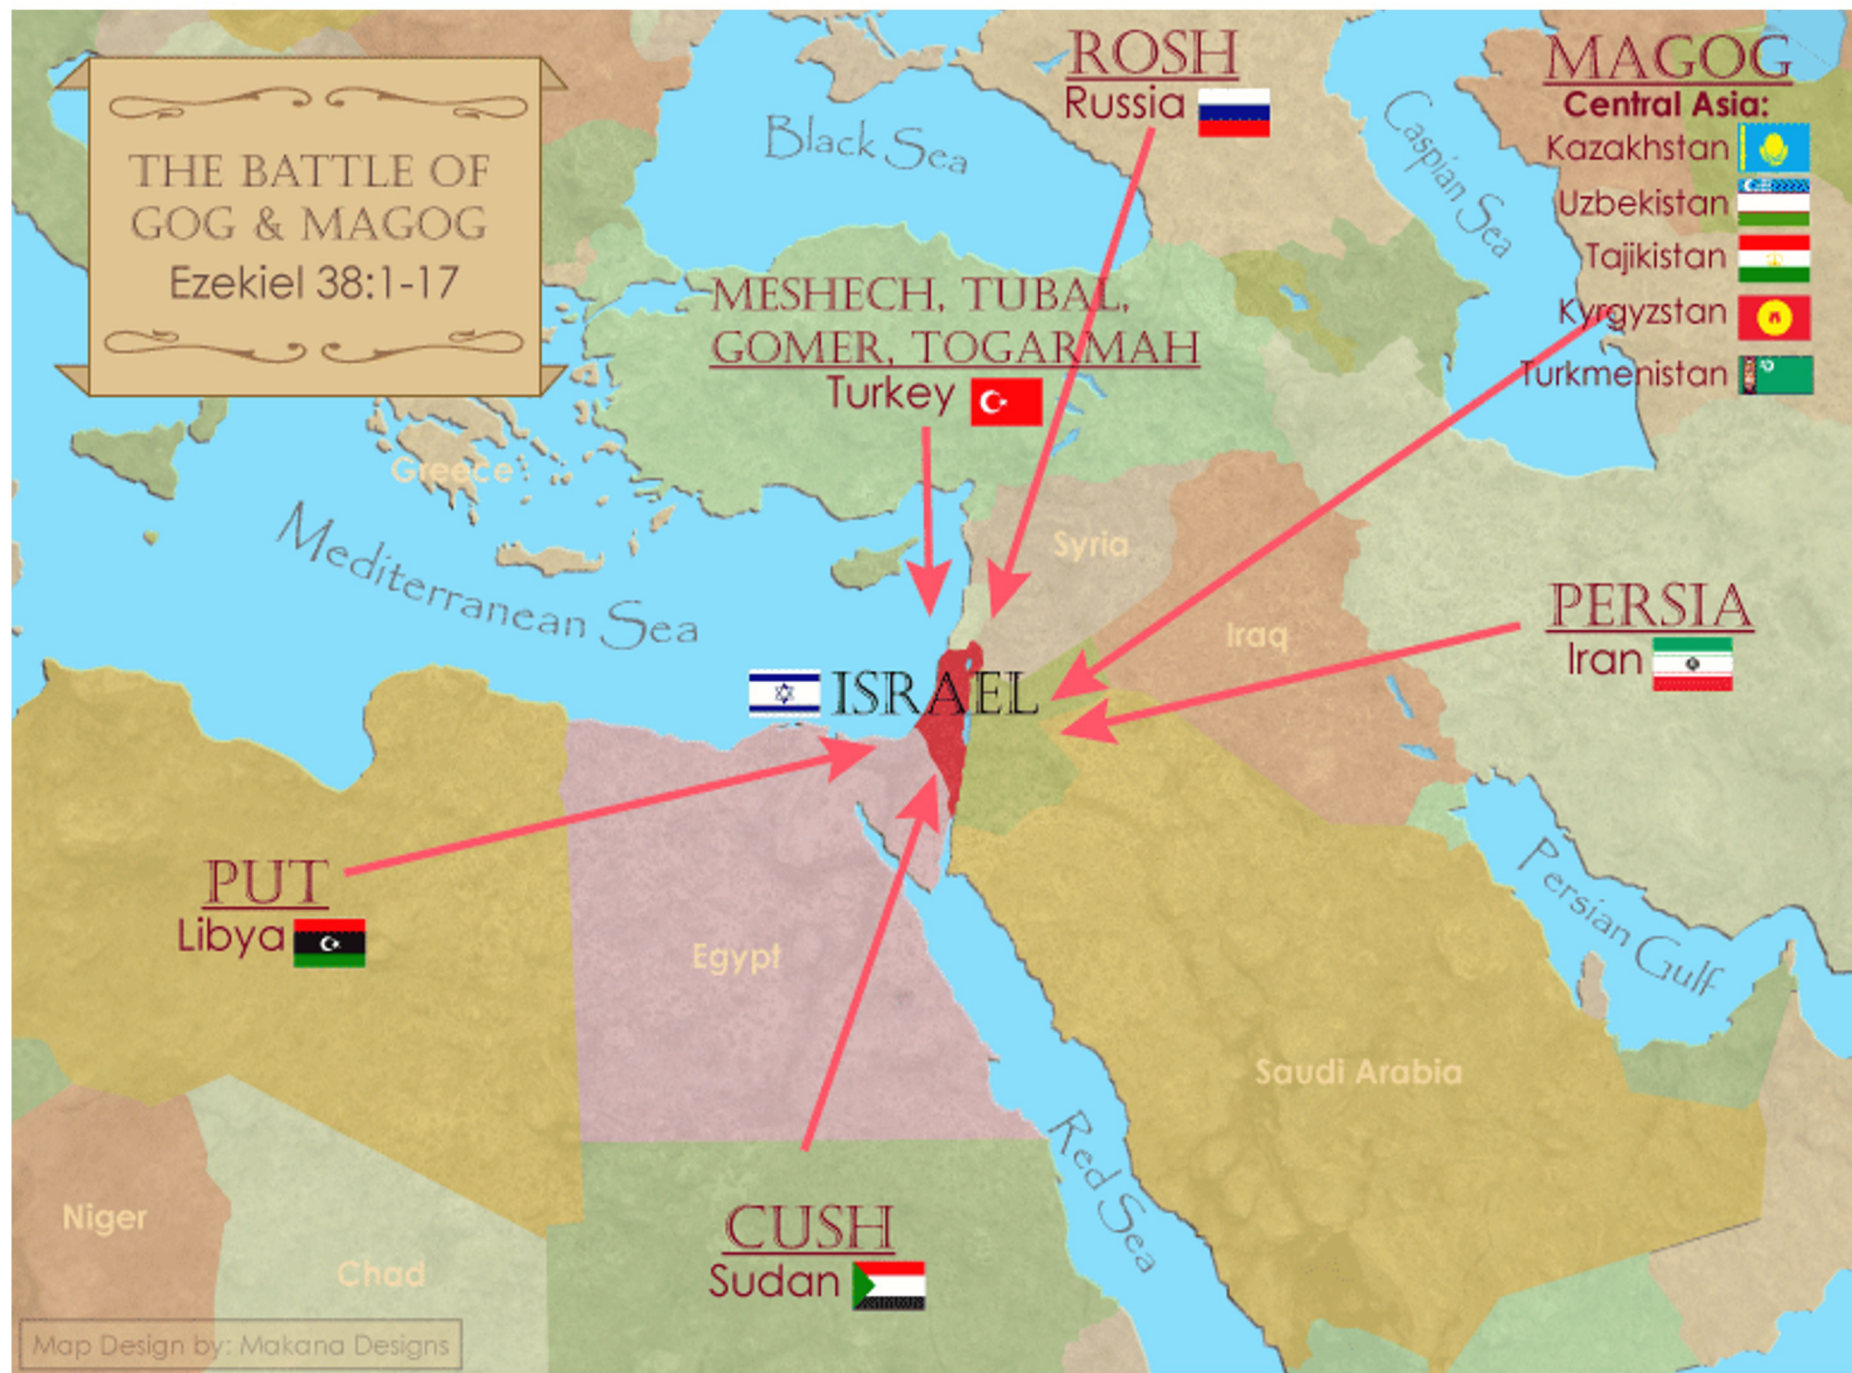 THE BATTLE OF
GOG & MAGOG
Ezekiel 38:1-17
ROSH
Russia
MAGOG
Central Asia:
Kazakhstan
Uzbekistan
Tajikistan
Kyrgyzstan
Turkmenistan
Black Sea
Caspian Sea
MESHECH, TUBAL,
GOMER, TOGARMAH
Turkey
Greece
Mediterranean Sea
Syria
Iraq
PERSIA
Iran
ISRAEL
PUT
Libya
Egypt
Persian Gulf
Saudi Arabia
Red Sea
Niger
Chad
CUSH
Sudan
Map Design by: Makana Designs